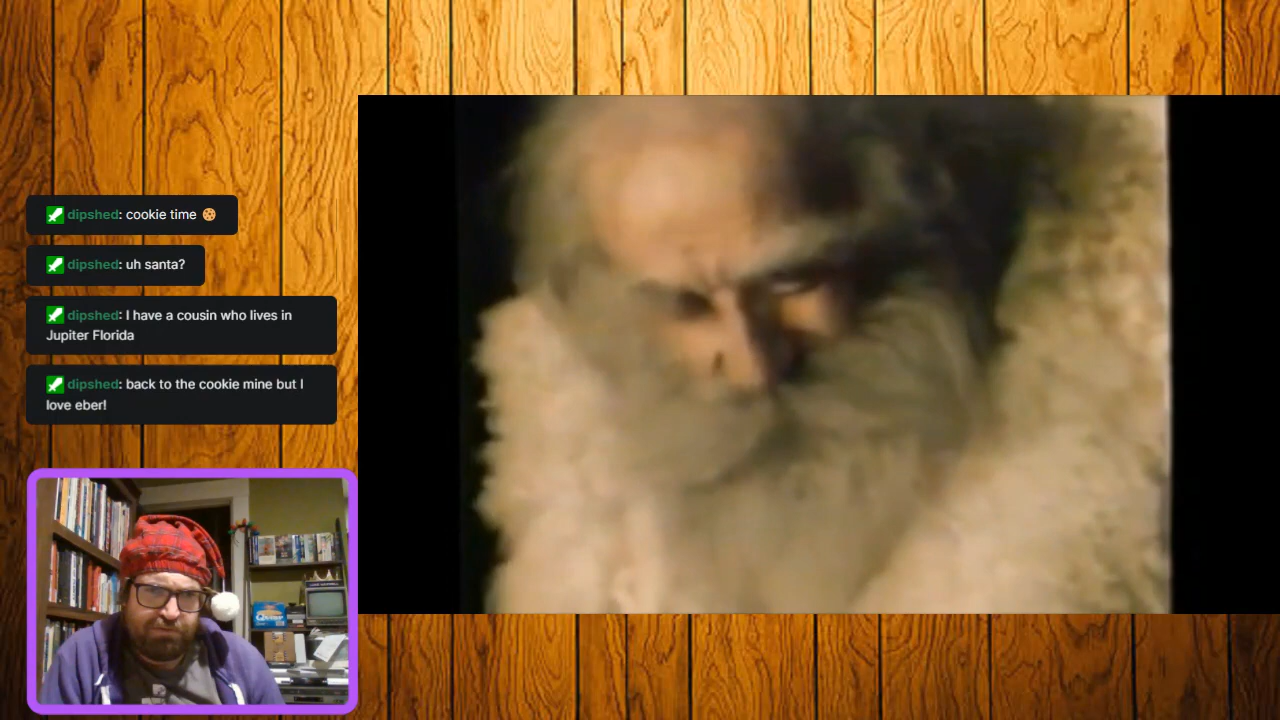 dipshed: cookie time 🍪
dipshed: uh santa?
dipshed: I have a cousin who lives in
Jupiter Florida
dipshed: back to the cookie mine but I
love eber!